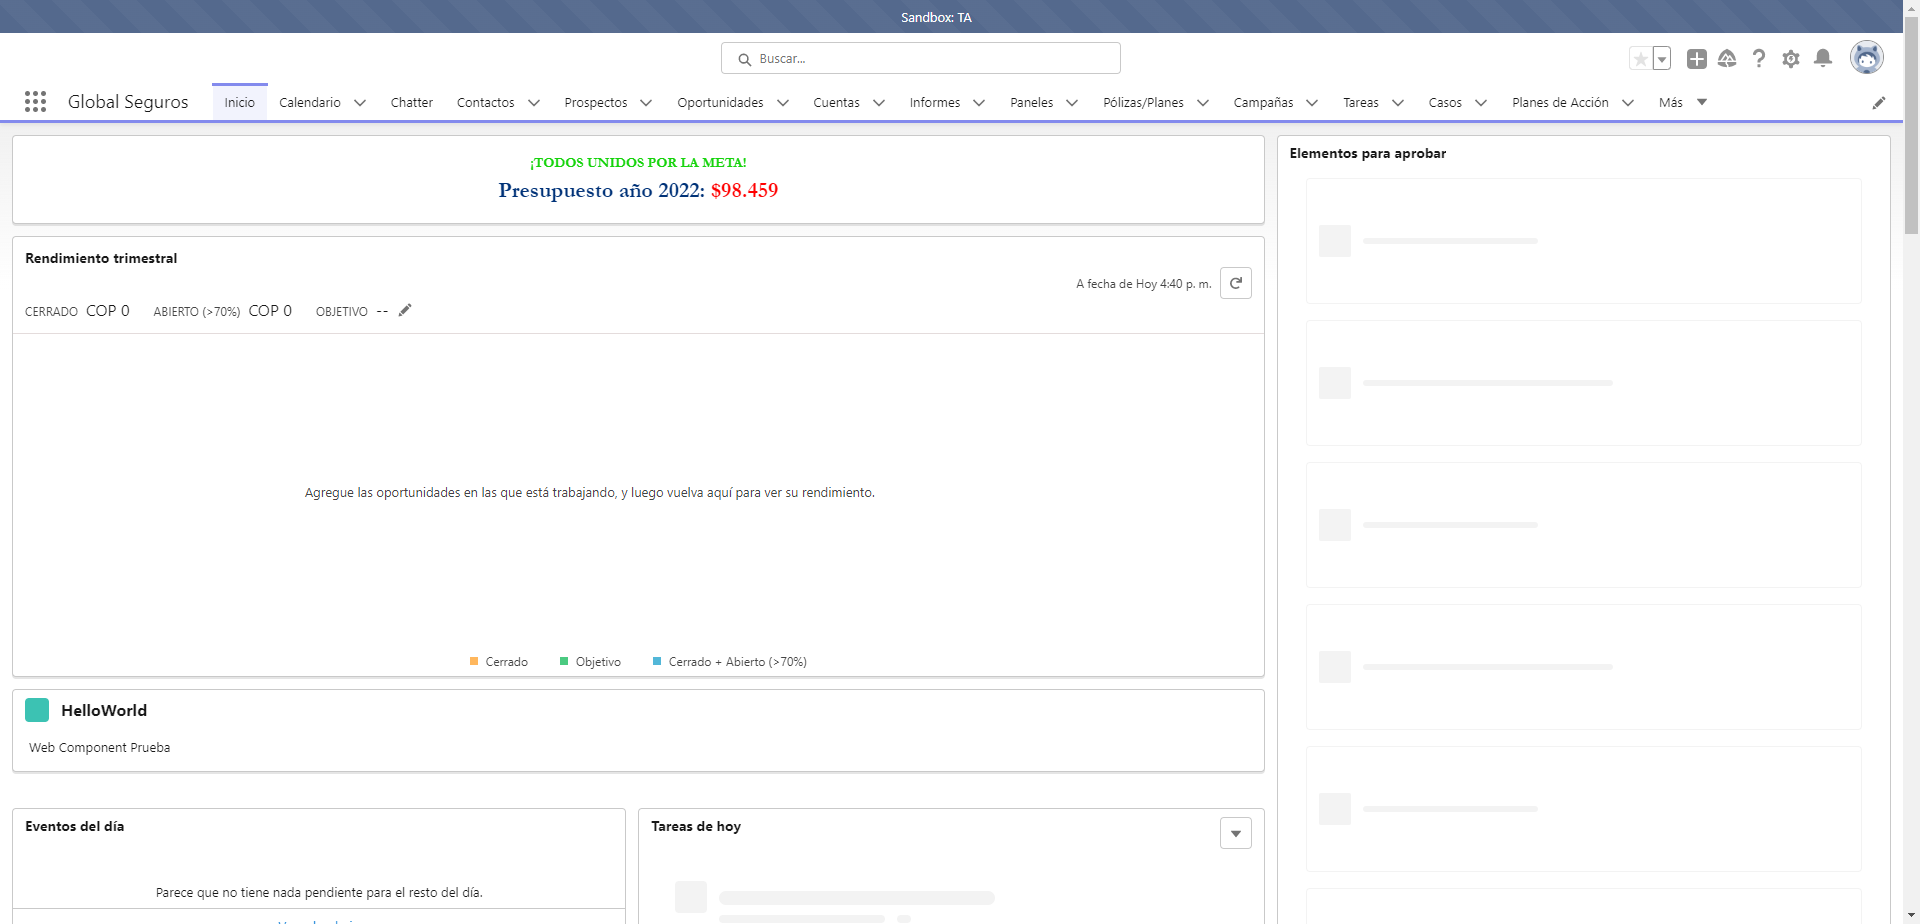 Sandbox: TA
Buscar...
Global Seguros
Inicio
Calendario
Chatter
Contactos
Prospectos
Oportunidades
Cuentas
Informes
Paneles
Pólizas/Planes
Campañas
Tareas
Casos
Planes de Acción
Más
¡TODOS UNIDOS POR LA META!
Presupuesto año 2022: $98.459
Rendimiento trimestral
A fecha de Hoy 4:40 p. m.
CERRADO COP 0 ABIERTO (>70%) COP 0 OBJETIVO --
Agregue las oportunidades en las que está trabajando, y luego vuelva aquí para ver su rendimiento.
Cerrado
Objetivo
Cerrado + Abierto (>70%)
HelloWorld
Web Component Prueba
Eventos del día
Parece que no tiene nada pendiente para el resto del día.
Tareas de hoy
Elementos para aprobar